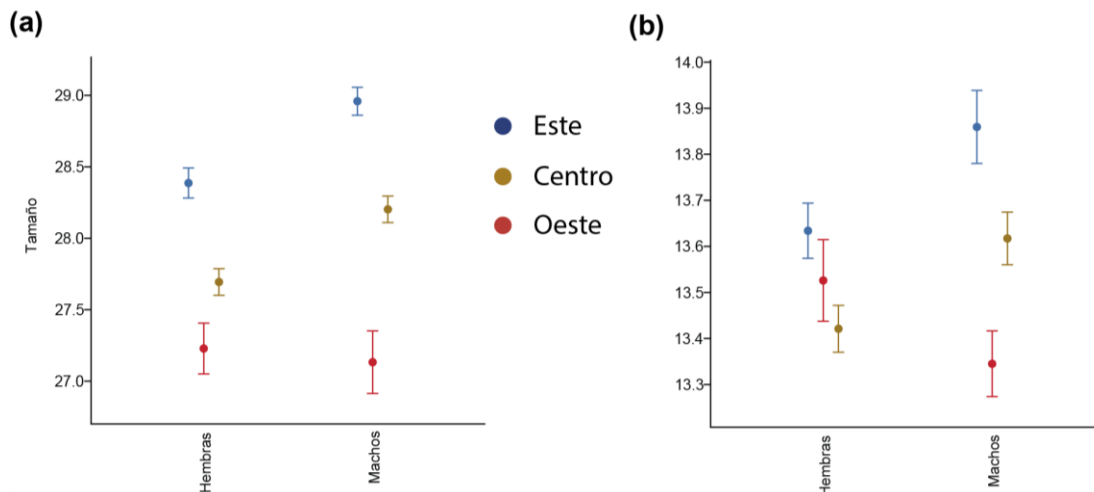 (a)
29.0
28.5
28.0
27.5
27.0
Tamaño
Hembras
Machos
Este
Centro
Oeste
(b)
14.0
13.9
13.8
13.7
13.6
13.5
13.4
13.3
Hembras
Machos